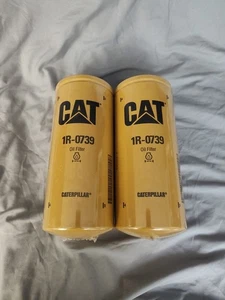 CAT
1R-0739
Oil Filter
CATERPILLAR®
CAT
1R-0739
Oil Filter
CATERPILLAR®